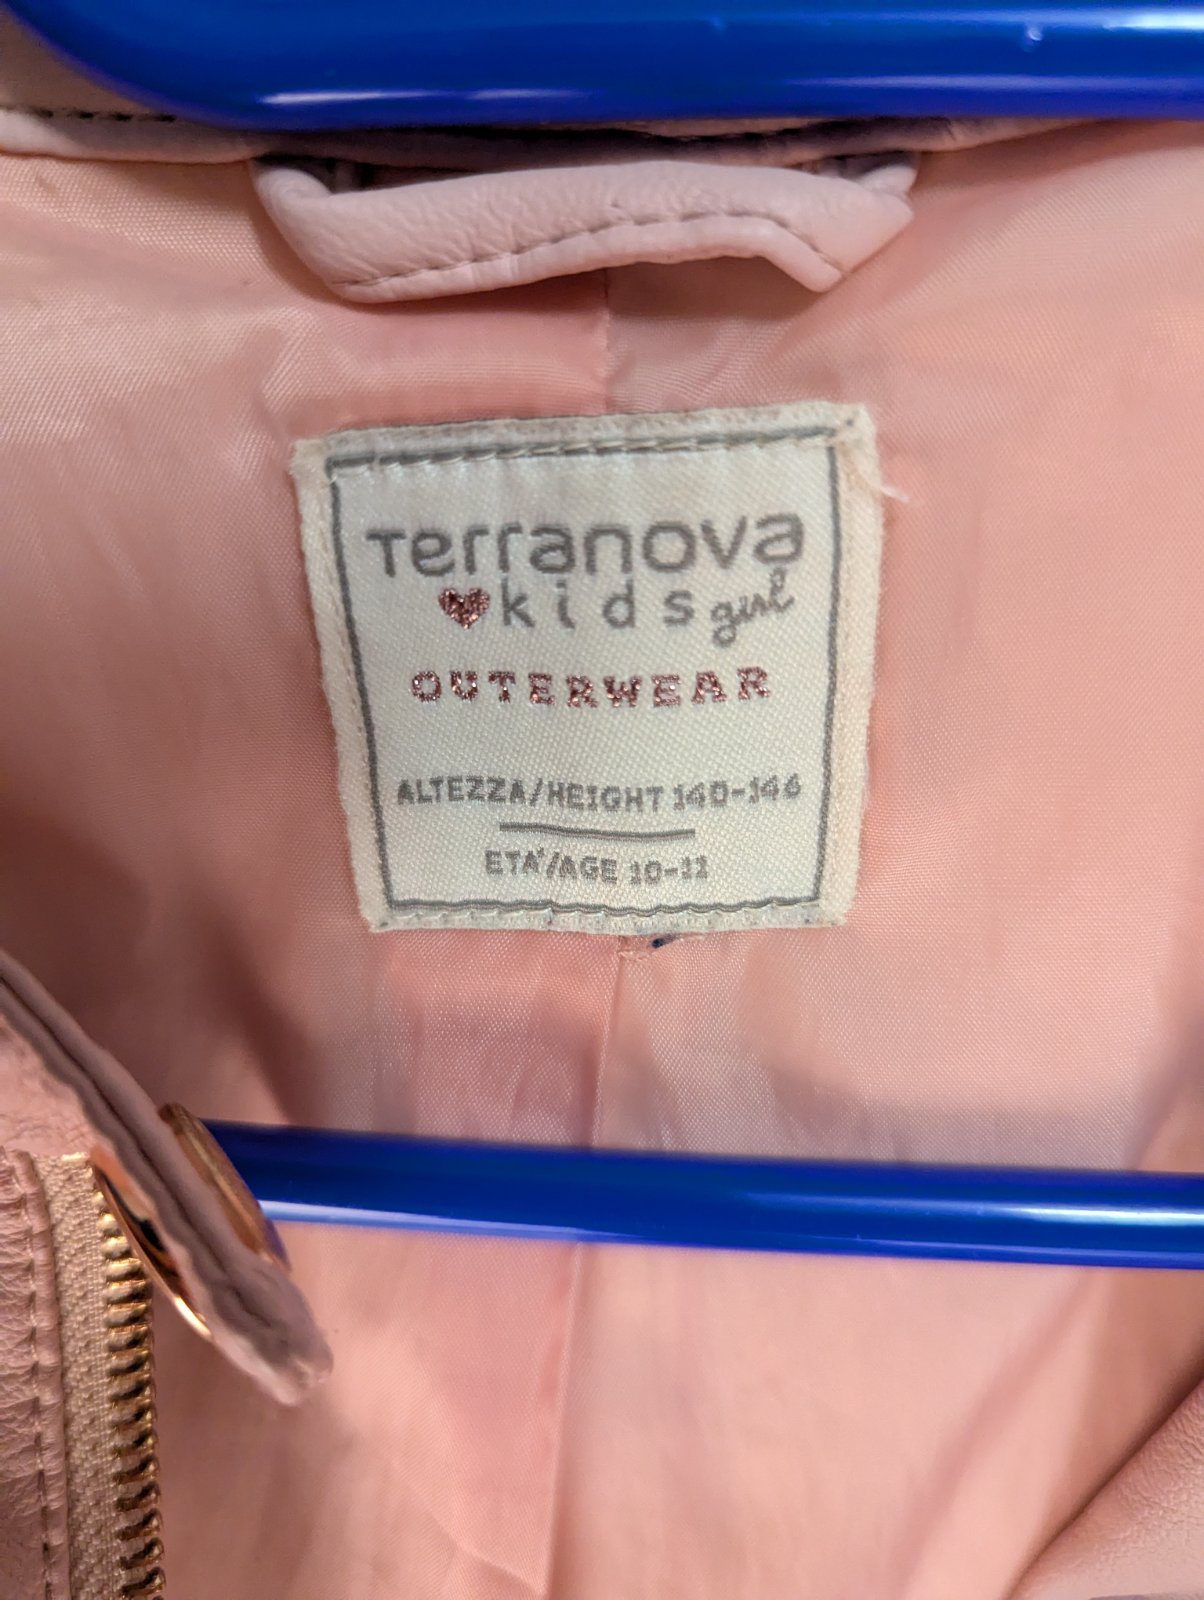 Terranova
kids girl
OUTERWEAR
ALTEZZA/HEIGHT 140-146
ETA'/AGE 10-11